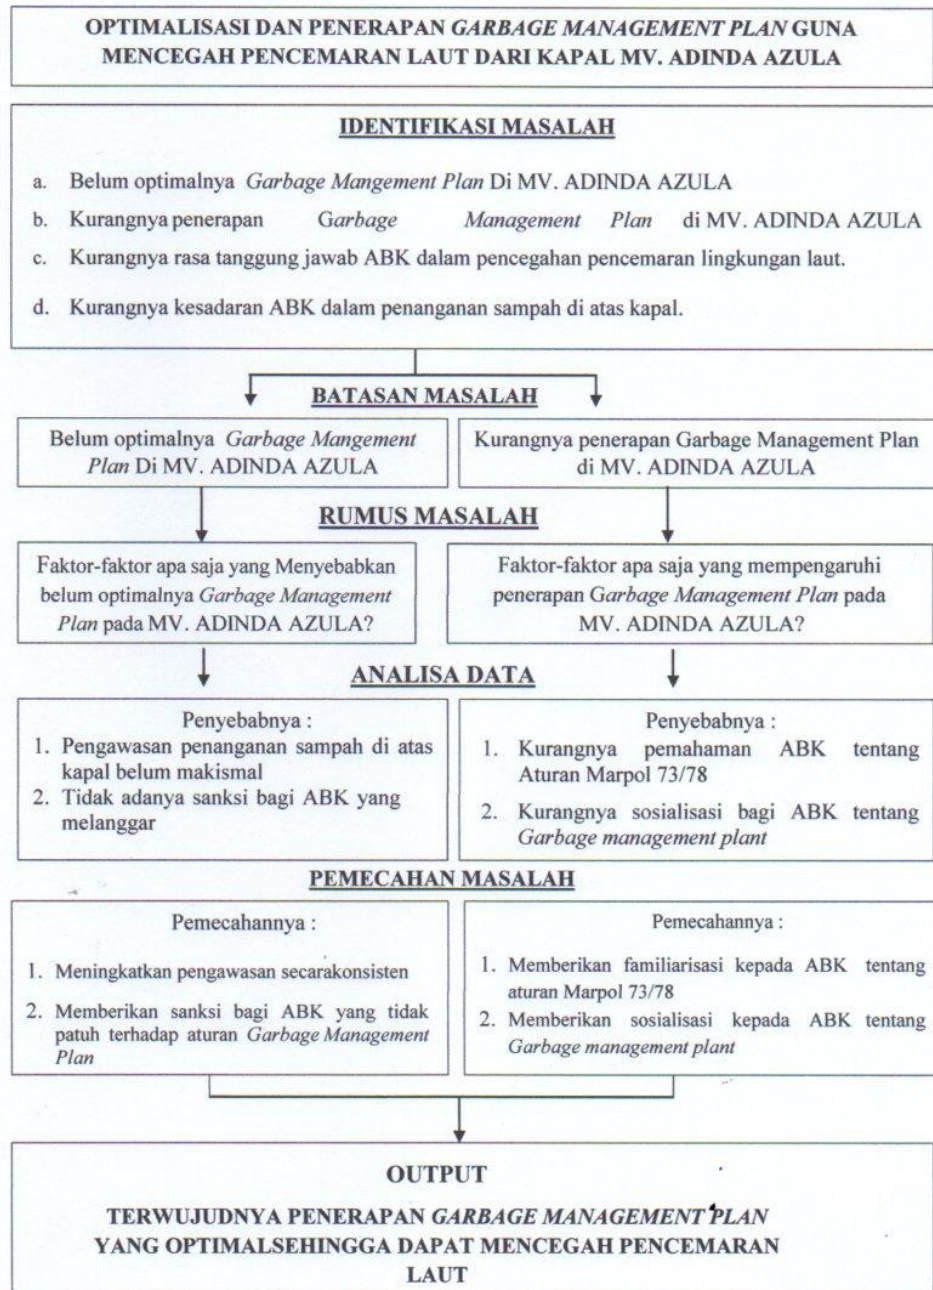 OPTIMALISASI DAN PENERAPAN GARBAGE MANAGEMENT PLAN GUNA
MENCEGAH PENCEMARAN LAUT DARI KAPAL MV. ADINDA AZULA
IDENTIFIKASI MASALAH
a. Belum optimalnya Garbage Mangement Plan Di MV. ADINDA AZULA
b. Kurangnya penerapan Garbage Management Plan di MV. ADINDA AZULA
c. Kurangnya rasa tanggung jawab ABK dalam pencegahan pencemaran lingkungan laut.
d. Kurangnya kesadaran ABK dalam penanganan sampah di atas kapal.
BATASAN MASALAH
Belum optimalnya Garbage Mangement
Plan Di MV. ADINDA AZULA
Kurangnya penerapan Garbage Management Plan
di MV. ADINDA AZULA
RUMUS MASALAH
Faktor-faktor apa saja yang Menyebabkan
belum optimalnya Garbage Management
Plan pada MV. ADINDA AZULA?
Faktor-faktor apa saja yang mempengaruhi
penerapan Garbage Management Plan pada
MV. ADINDA AZULA?
ANALISA DATA
Penyebabnya :
1. Pengawasan penanganan sampah di atas
kapal belum makismal
2. Tidak adanya sanksi bagi ABK yang
melanggar
Penyebabnya :
1. Kurangnya pemahaman ABK tentang
Aturan Marpol 73/78
2. Kurangnya sosialisasi bagi ABK tentang
Garbage management plant
PEMECAHAN MASALAH
Pemecahannya :
1. Meningkatkan pengawasan secarakonsisten
2. Memberikan sanksi bagi ABK yang tidak
patuh terhadap aturan Garbage Management
Plan
Pemecahannya :
1. Memberikan familiarisasi kepada ABK tentang
aturan Marpol 73/78
2. Memberikan sosialisasi kepada ABK tentang
Garbage management plant
OUTPUT
TERWUJUDNYA PENERAPAN GARBAGE MANAGEMENT PLAN
YANG OPTIMALSEHINGGA DAPAT MENCEGAH PENCEMARAN
LAUT